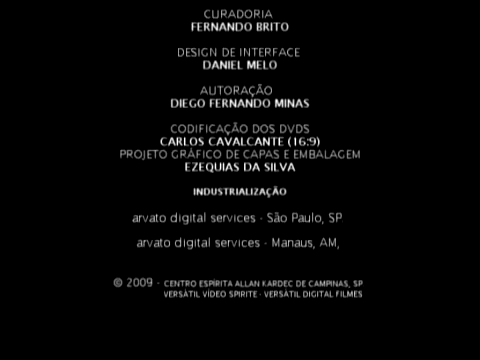 CURADORIA
FERNANDO BRITO
DESIGN DE INTERFACE
DANIEL MELO
AUTORAÇÃO
DIEGO FERNANDO MINAS
CODIFICAÇÃO DOS DVDS
CARLOS CAVALCANTE (16:9)
PROJETO GRÁFICO DE CAPAS E EMBALAGEM
EZEQUIAS DA SILVA
INDUSTRIALIZAÇÃO
arvato digital services - São Paulo, SP
arvato digital services - Manaus, AM,
© 2009 - CENTRO ESPÍRITA ALLAN KARDEC DE CAMPINAS, SP
VERSÁTIL VÍDEO SPIRITE - VERSÁTIL DIGITAL FILMES